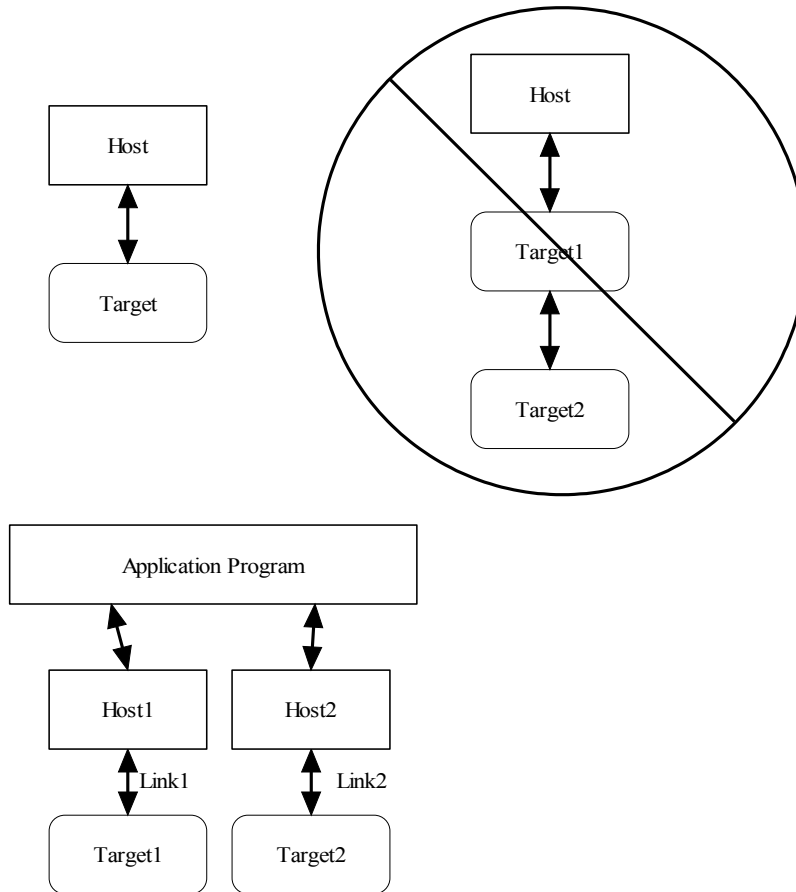 Host
Target
Host
Target1
Target2
Application Program
Host1
Host2
Link1
Link2
Target1
Target2